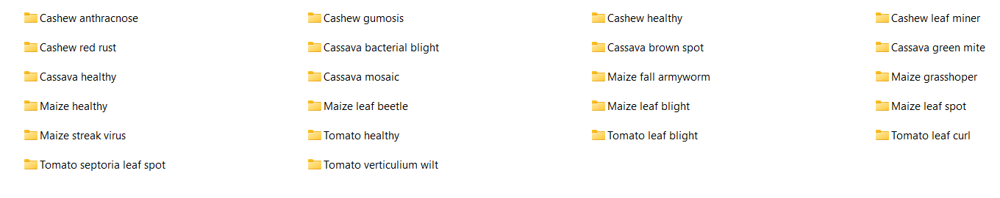 Cashew anthracnose
Cashew gumosis
Cashew healthy
Cashew leaf miner
Cashew red rust
Cassava bacterial blight
Cassava brown spot
Cassava green mite
Cassava healthy
Cassava mosaic
Maize fall armyworm
Maize grasshoper
Maize healthy
Maize leaf beetle
Maize leaf blight
Maize leaf spot
Maize streak virus
Tomato healthy
Tomato leaf blight
Tomato leaf curl
Tomato septoria leaf spot
Tomato verticulium wilt